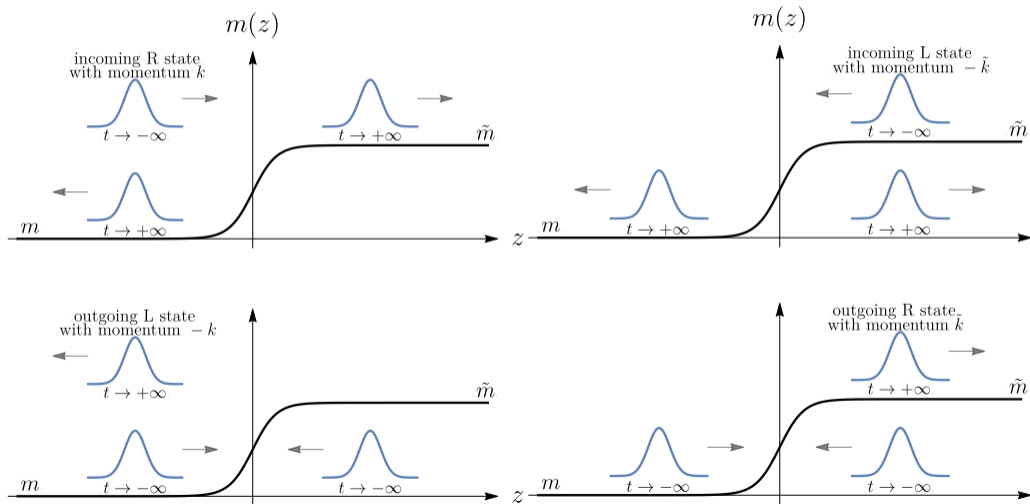 m(z)
incoming R state
with momentum k
t → −∞
t → +∞
m̃
m
t → +∞
z
m(z)
incoming L state
with momentum − k̃
t → −∞
m̃
m
t → +∞
t → +∞
outgoing L state
with momentum − k
t → +∞
m̃
m
t → −∞
t → −∞
z
outgoing R state
with momentum k̃
t → +∞
m̃
m
t → −∞
t → −∞